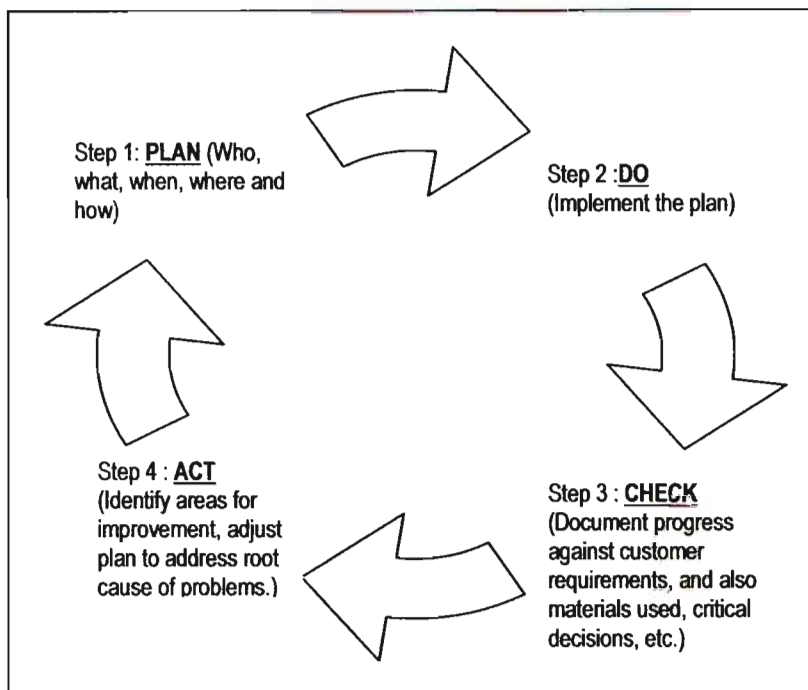 Step 1: PLAN (Who,
what, when, where and
how)
Step 2 :DO
(Implement the plan)
Step 3 : CHECK
(Document progress
against customer
requirements, and also
materials used, critical
decisions, etc.)
Step 4 : ACT
(Identify areas for
improvement, adjust
plan to address root
cause of problems.)